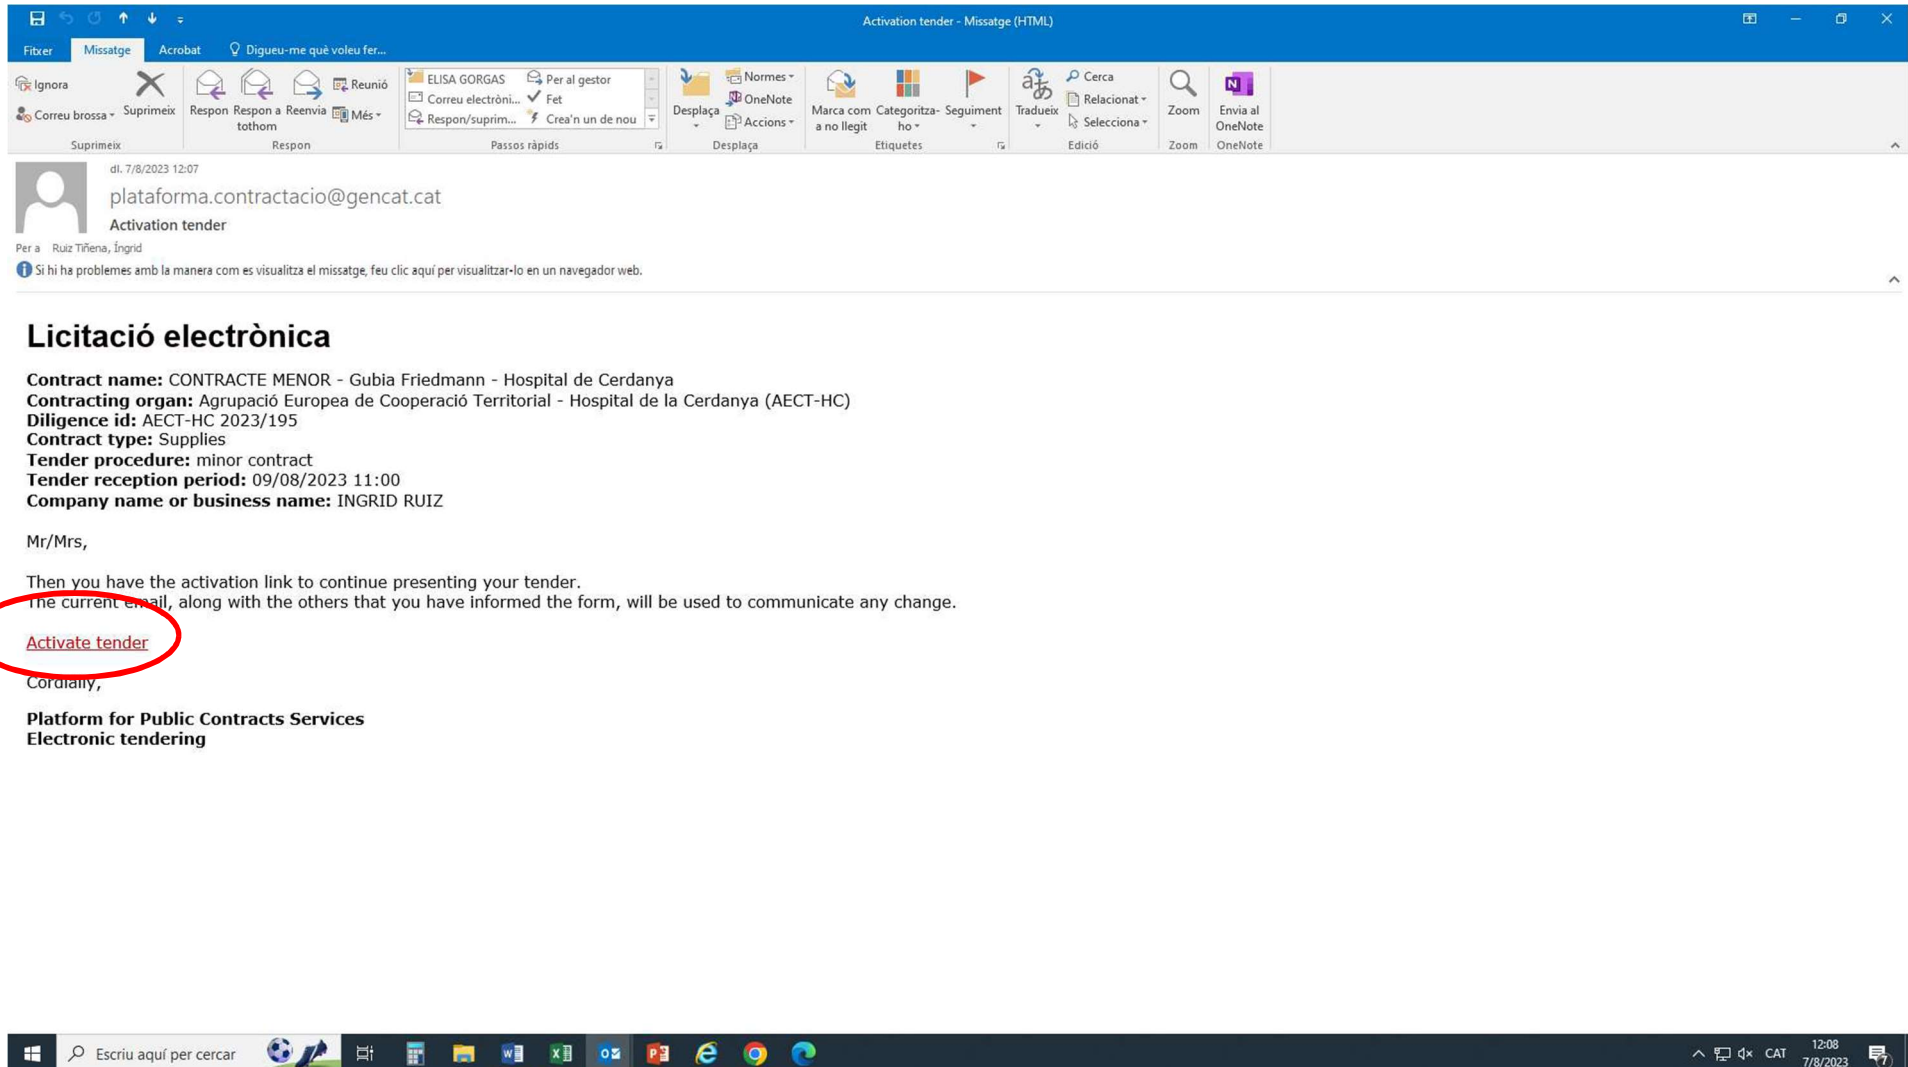 Activation tender - Missatge (HTML)
Fitxer Missatge Acrobat Digueu-me què voleu fer...
Ignora
Correu brossa
Suprimeix
Suprimeix
Respon Respon a tothom Reenvia
Reunió
Més
Respon
ELISA GORGAS Per al gestor
Correu electròni... Fet
Respon/suprim... Crea'n un de nou
Passos ràpids
Desplaça
Normes
OneNote
Accions
Desplaça
Marca com a no llegit Categoritza-ho Seguiment
Etiquetes
Tradueix
Cerca
Relacionat
Selecciona
Edició
Zoom
Zoom
Envia al OneNote
OneNote
dl. 7/8/2023 12:07
plataforma.contractacio@gencat.cat
Activation tender
Per a Ruiz Tiñena, Íngrid
Si hi ha problemes amb la manera com es visualitza el missatge, feu clic aquí per visualitzar-lo en un navegador web.
Licitació electrònica
Contract name: CONTRACTE MENOR - Gubia Friedmann - Hospital de Cerdanya
Contracting organ: Agrupació Europea de Cooperació Territorial - Hospital de la Cerdanya (AECT-HC)
Diligence id: AECT-HC 2023/195
Contract type: Supplies
Tender procedure: minor contract
Tender reception period: 09/08/2023 11:00
Company name or business name: INGRID RUIZ
Mr/Mrs,
Then you have the activation link to continue presenting your tender.
The current email, along with the others that you have informed the form, will be used to communicate any change.
Activate tender
Cordially,
Platform for Public Contracts Services
Electronic tendering
Escriu aquí per cercar
CAT
12:08
7/8/2023
7